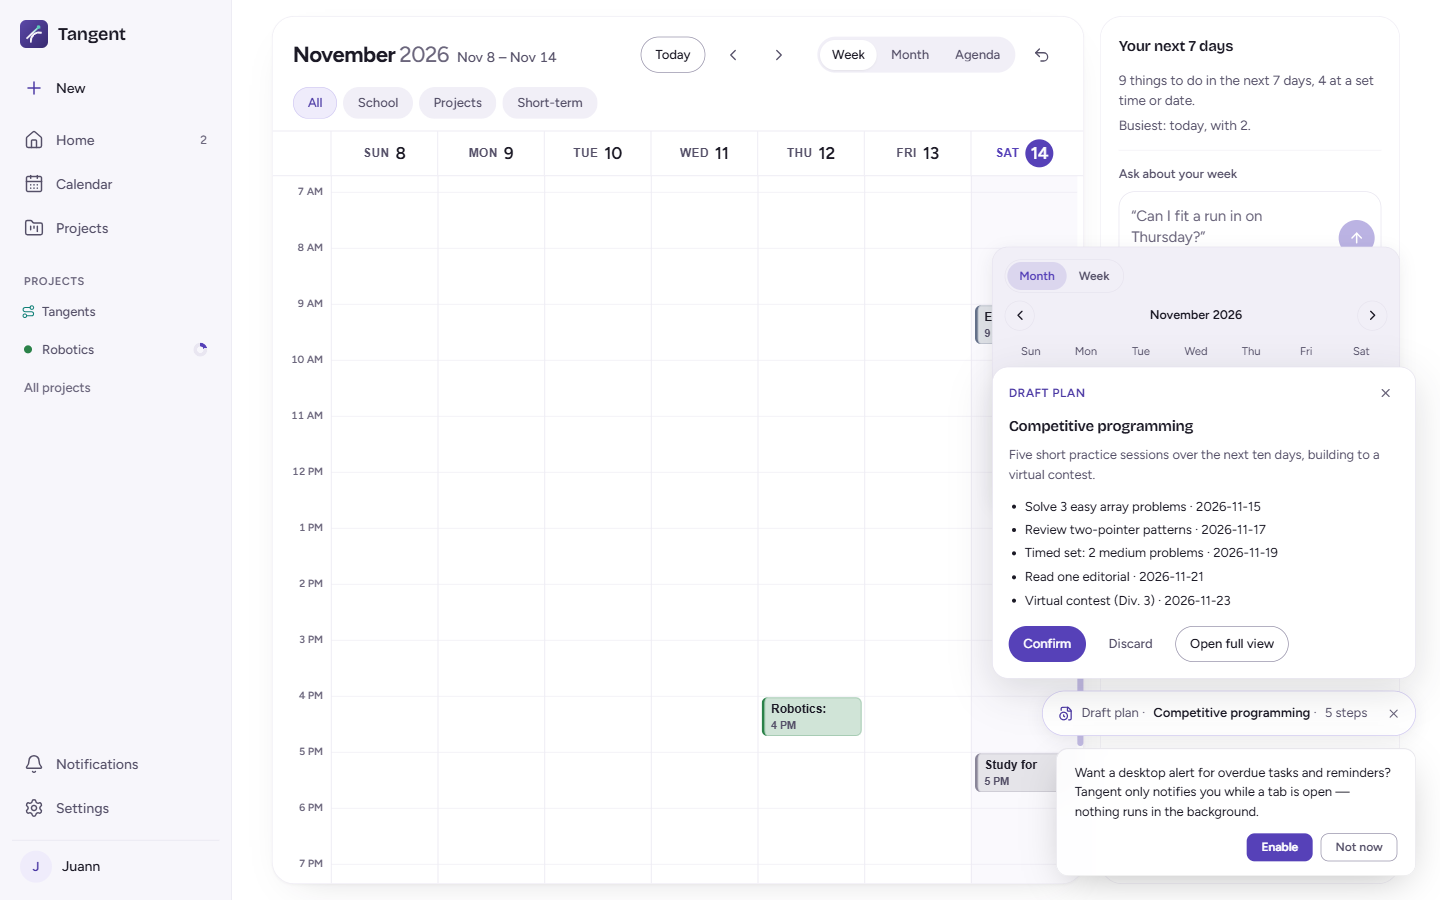 Tangent
New
Home 2
Calendar
Projects
PROJECTS
Tangents
Robotics
All projects
Notifications
Settings
J Juann
November 2026 Nov 8 – Nov 14
Today
Week Month Agenda
All School Projects Short-term
SUN 8 MON 9 TUE 10 WED 11 THU 12 FRI 13 SAT 14
7 AM
8 AM
9 AM
10 AM
11 AM
12 PM
1 PM
2 PM
3 PM
4 PM
5 PM
6 PM
7 PM
Robotics:
4 PM
E
9
Study for
5 PM
Your next 7 days
9 things to do in the next 7 days, 4 at a set
time or date.
Busiest: today, with 2.
Ask about your week
“Can I fit a run in on
Thursday?”
Month Week
November 2026
Sun Mon Tue Wed Thu Fri Sat
DRAFT PLAN
Competitive programming
Five short practice sessions over the next ten days, building to a
virtual contest.
• Solve 3 easy array problems · 2026-11-15
• Review two-pointer patterns · 2026-11-17
• Timed set: 2 medium problems · 2026-11-19
• Read one editorial · 2026-11-21
• Virtual contest (Div. 3) · 2026-11-23
Confirm Discard Open full view
Draft plan · Competitive programming · 5 steps
Want a desktop alert for overdue tasks and reminders?
Tangent only notifies you while a tab is open —
nothing runs in the background.
Enable Not now